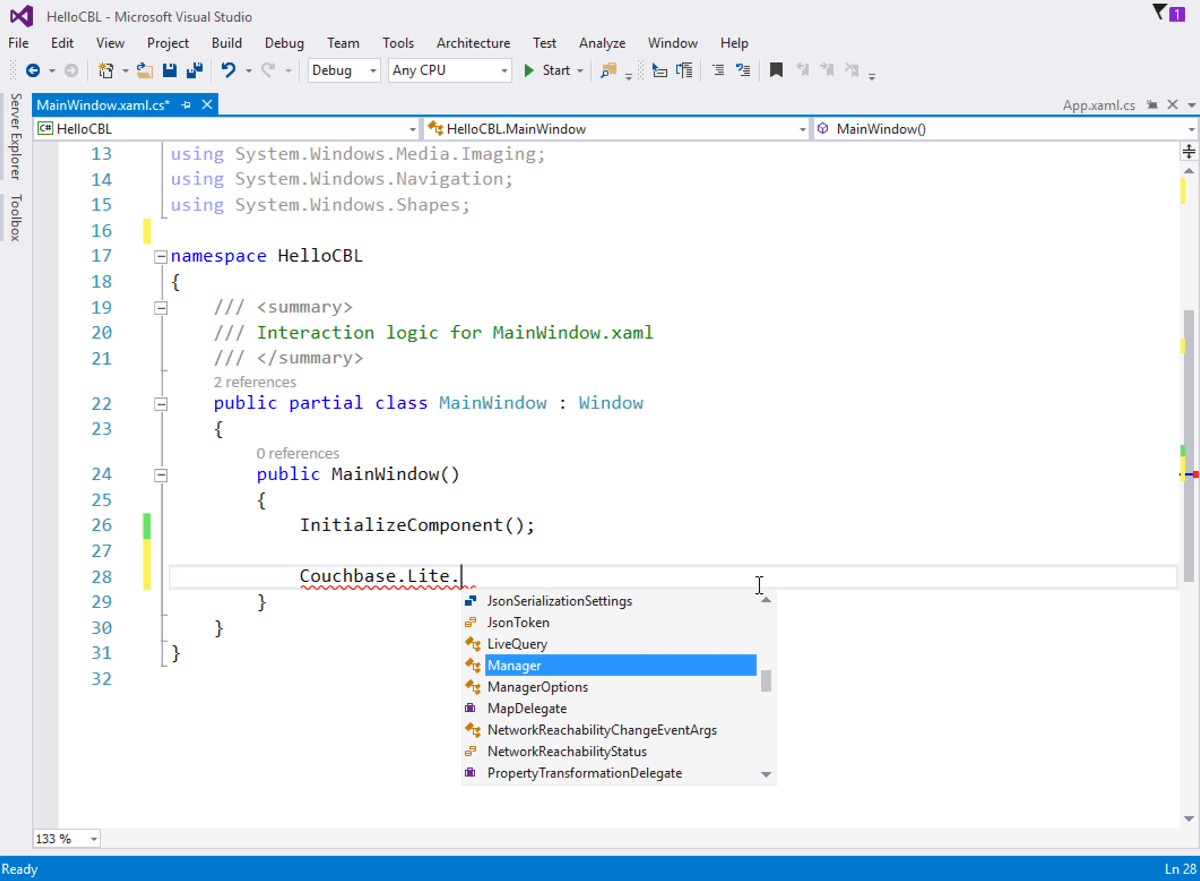 HelloCBL - Microsoft Visual Studio
1
File Edit View Project Build Debug Team Tools Architecture Test Analyze Window Help
Debug Any CPU Start
Server Explorer
Toolbox
MainWindow.xaml.cs* App.xaml.cs
C# HelloCBL HelloCBL.MainWindow MainWindow()
13 using System.Windows.Media.Imaging;
14 using System.Windows.Navigation;
15 using System.Windows.Shapes;
16
17 namespace HelloCBL
18 {
19 /// <summary>
20 /// Interaction logic for MainWindow.xaml
21 /// </summary>
2 references
22 public partial class MainWindow : Window
23 {
0 references
24 public MainWindow()
25 {
26 InitializeComponent();
27
28 Couchbase.Lite.
29 }
30 }
31 }
32
JsonSerializationSettings
JsonToken
LiveQuery
Manager
ManagerOptions
MapDelegate
NetworkReachabilityChangeEventArgs
NetworkReachabilityStatus
PropertyTransformationDelegate
133 %
Ready Ln 28